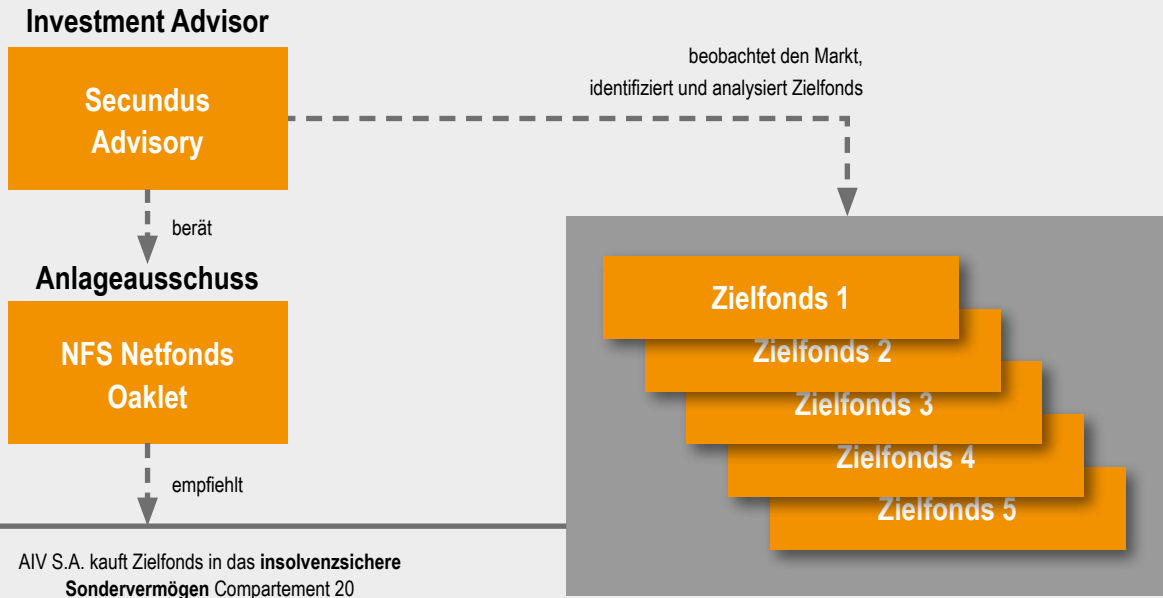 Investment Advisor
Secundus
Advisory
beobachtet den Markt,
identifiziert und analysiert Zielfonds
berät
Anlageausschuss
NFS Netfonds
Oaklet
empfiehlt
Zielfonds 1
Zielfonds 2
Zielfonds 3
Zielfonds 4
Zielfonds 5
AIV S.A. kauft Zielfonds in das insolvenzsichere
Sondervermögen Compartement 20